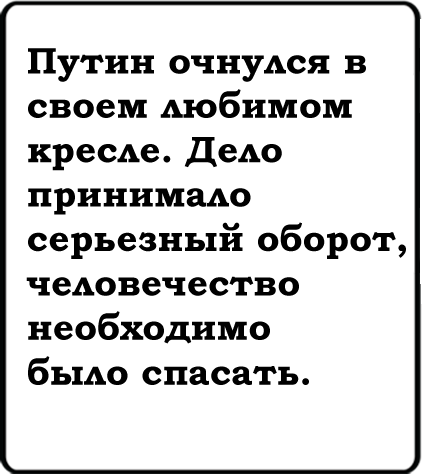 Путин очнулся в
своем любимом
кресле. Дело
принимало
серьезный оборот,
человечество
необходимо
было спасать.